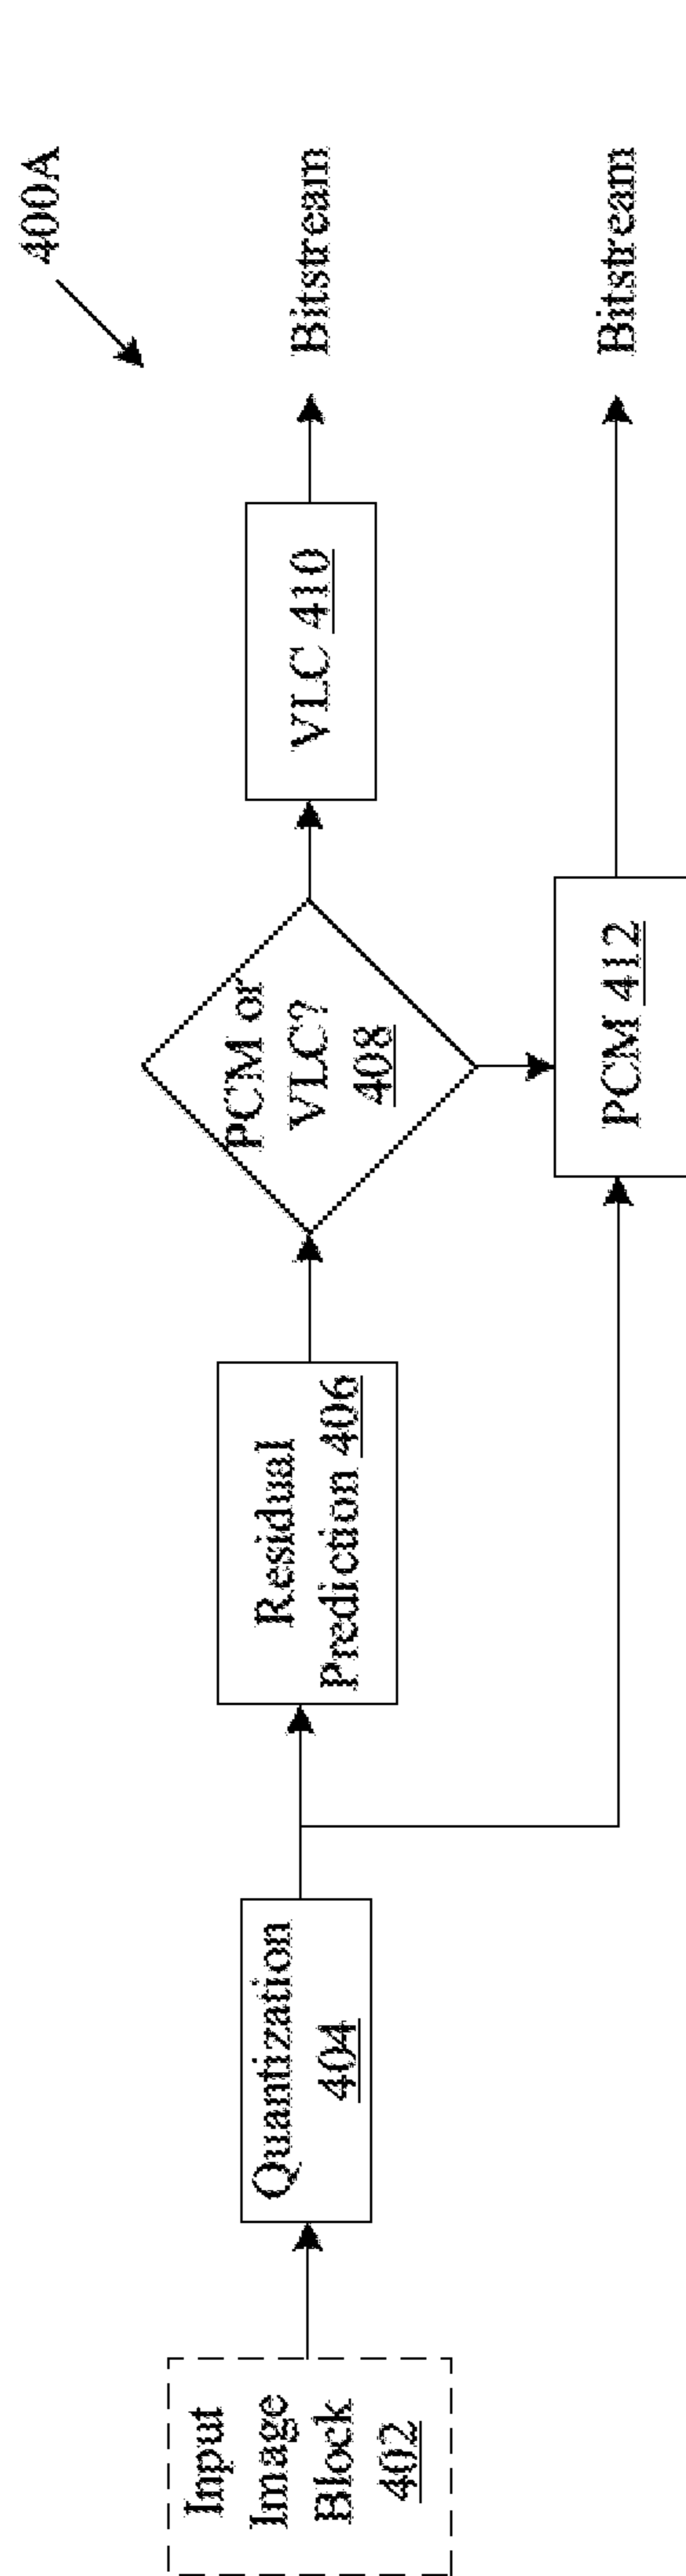 400A
Input
Image
Block
402
Quantization
404
Residual
Prediction 406
PCM or
VLC?
408
VLC 410
Bitstream
PCM 412
Bitstream